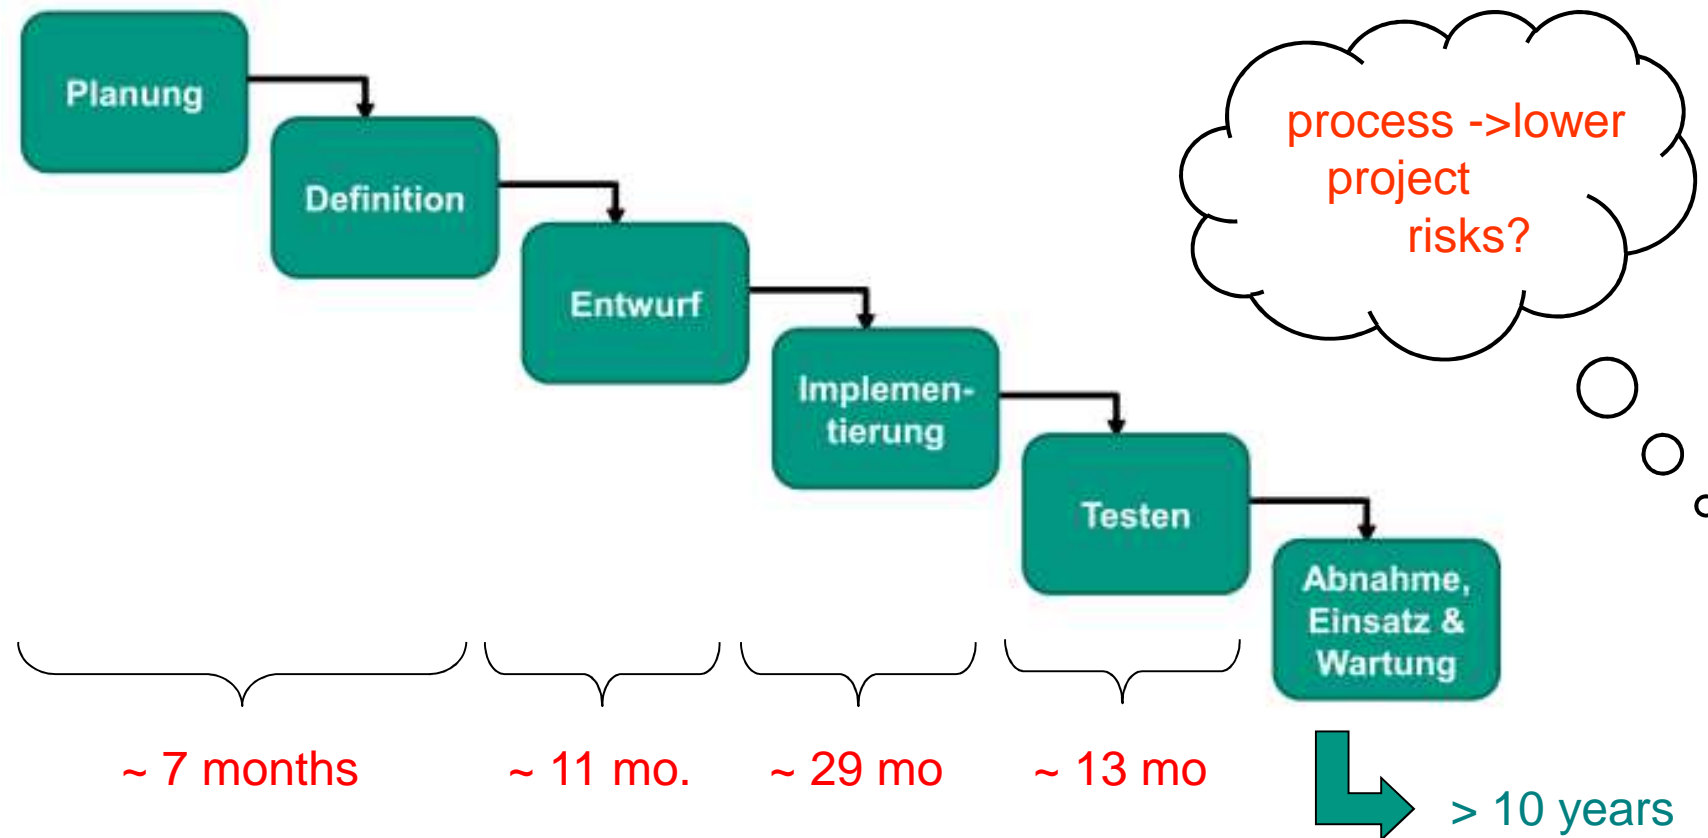 Planung
Definition
Entwurf
Implemen-
tierung
Testen
Abnahme,
Einsatz &
Wartung
process ->lower
project
risks?
~ 7 months
~ 11 mo.
~ 29 mo
~ 13 mo
> 10 years